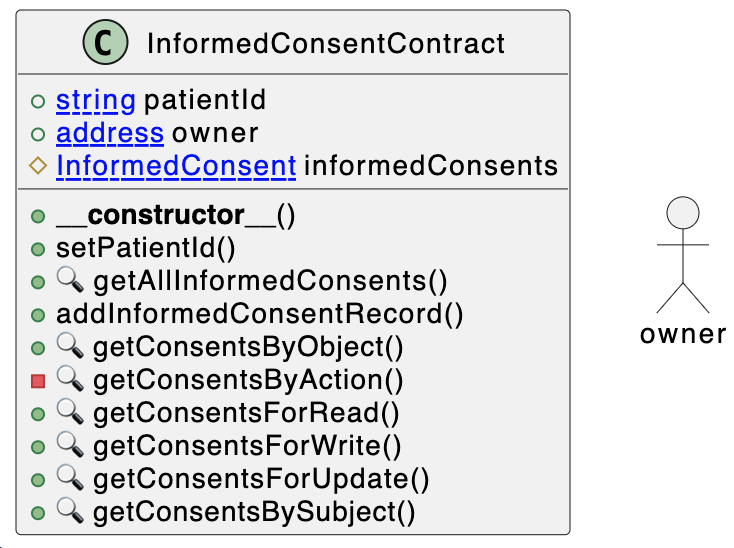 C InformedConsentContract
string patientId
address owner
InformedConsent informedConsents
__constructor__()
setPatientId()
getAllInformedConsents()
addInformedConsentRecord()
getConsentsByObject()
getConsentsByAction()
getConsentsForRead()
getConsentsForWrite()
getConsentsForUpdate()
getConsentsBySubject()
owner